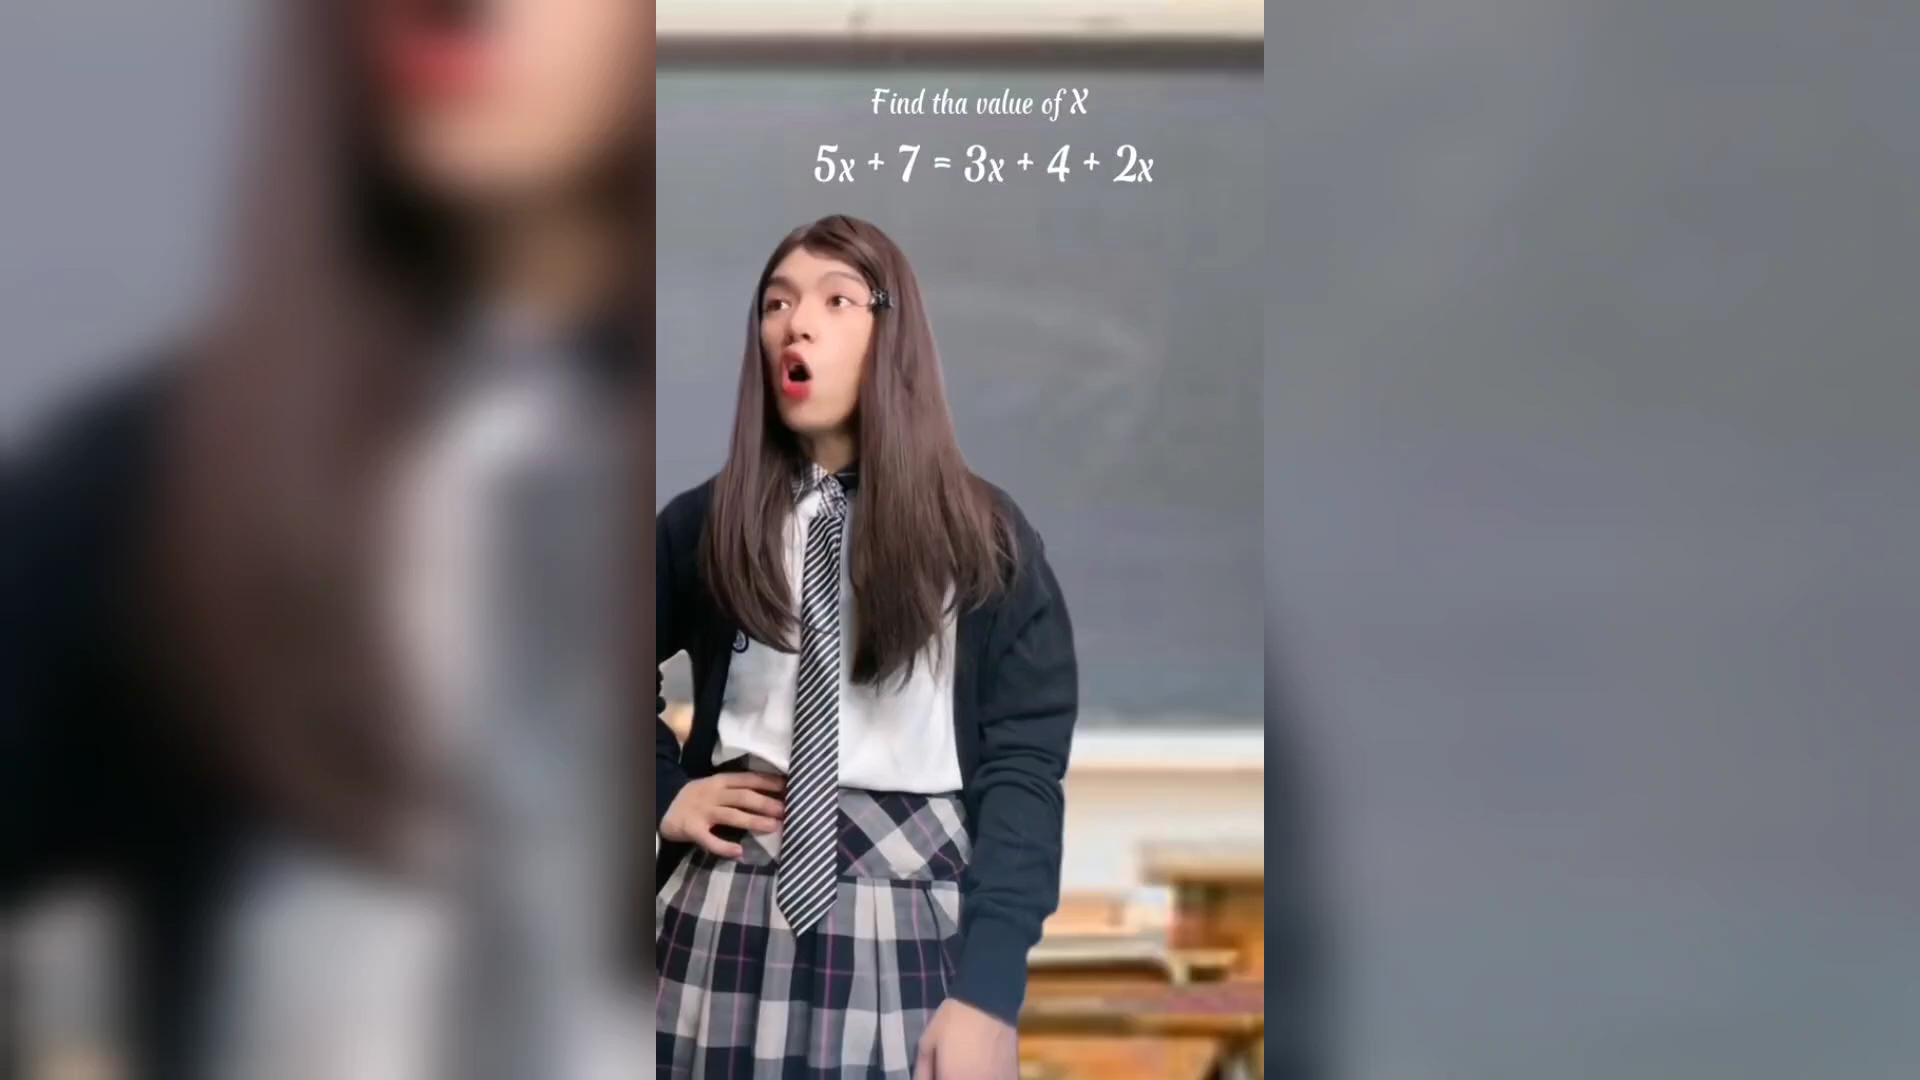 Find tha value of X
5x + 7 = 3x + 4 + 2x